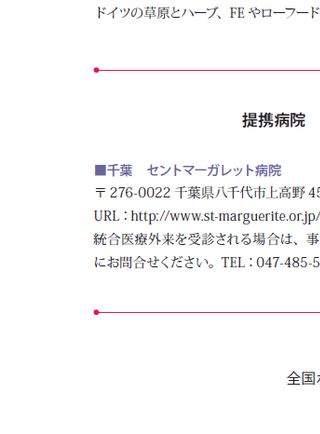 ドイツの草原とハーブ、FE やローフード
提携病院
■千葉　セントマーガレット病院
〒 276-0022 千葉県八千代市上高野 45
URL：http://www.st-marguerite.or.jp/
統合医療外来を受診される場合は、事
にお問合せください。TEL：047-485-5
全国